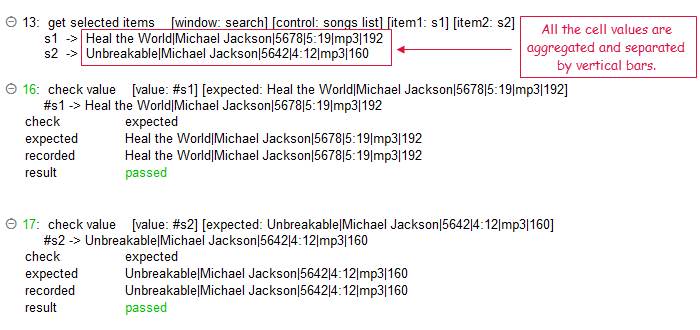 13: get selected items [window: search] [control: songs list] [item1: s1] [item2: s2]
s1 -> Heal the World|Michael Jackson|5678|5:19|mp3|192
s2 -> Unbreakable|Michael Jackson|5642|4:12|mp3|160
All the cell values are
aggregated and separated
by vertical bars.
16: check value [value: #s1] [expected: Heal the World|Michael Jackson|5678|5:19|mp3|192]
#s1 -> Heal the World|Michael Jackson|5678|5:19|mp3|192
check expected
expected Heal the World|Michael Jackson|5678|5:19|mp3|192
recorded Heal the World|Michael Jackson|5678|5:19|mp3|192
result passed
17: check value [value: #s2] [expected: Unbreakable|Michael Jackson|5642|4:12|mp3|160]
#s2 -> Unbreakable|Michael Jackson|5642|4:12|mp3|160
check expected
expected Unbreakable|Michael Jackson|5642|4:12|mp3|160
recorded Unbreakable|Michael Jackson|5642|4:12|mp3|160
result passed